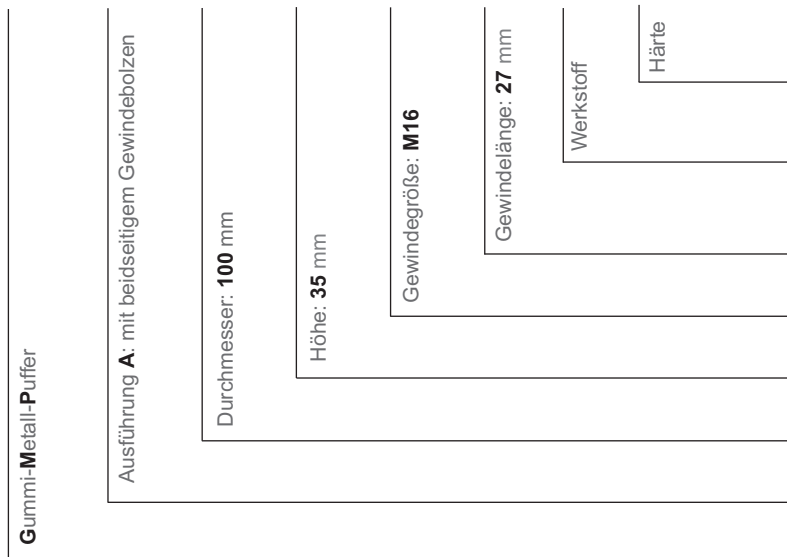 Gummi-Metall-Puffer
Ausführung A: mit beidseitigem Gewindebolzen
Durchmesser: 100 mm
Höhe: 35 mm
Gewindegröße: M16
Gewindelänge: 27 mm
Werkstoff
Härte